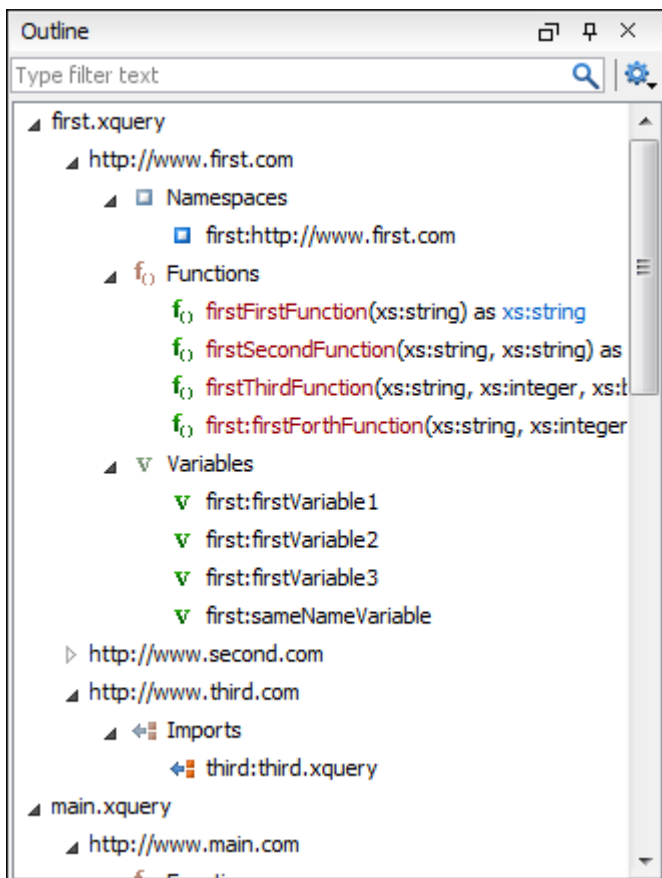 Outline
Type filter text
first.xquery
http://www.first.com
Namespaces
first:http://www.first.com
f() Functions
f() firstFirstFunction(xs:string) as xs:string
f() firstSecondFunction(xs:string, xs:string) as
f() firstThirdFunction(xs:string, xs:integer, xs:b
f() first:firstForthFunction(xs:string, xs:integer
v Variables
v first:firstVariable1
v first:firstVariable2
v first:firstVariable3
v first:sameNameVariable
http://www.second.com
http://www.third.com
Imports
third:third.xquery
main.xquery
http://www.main.com